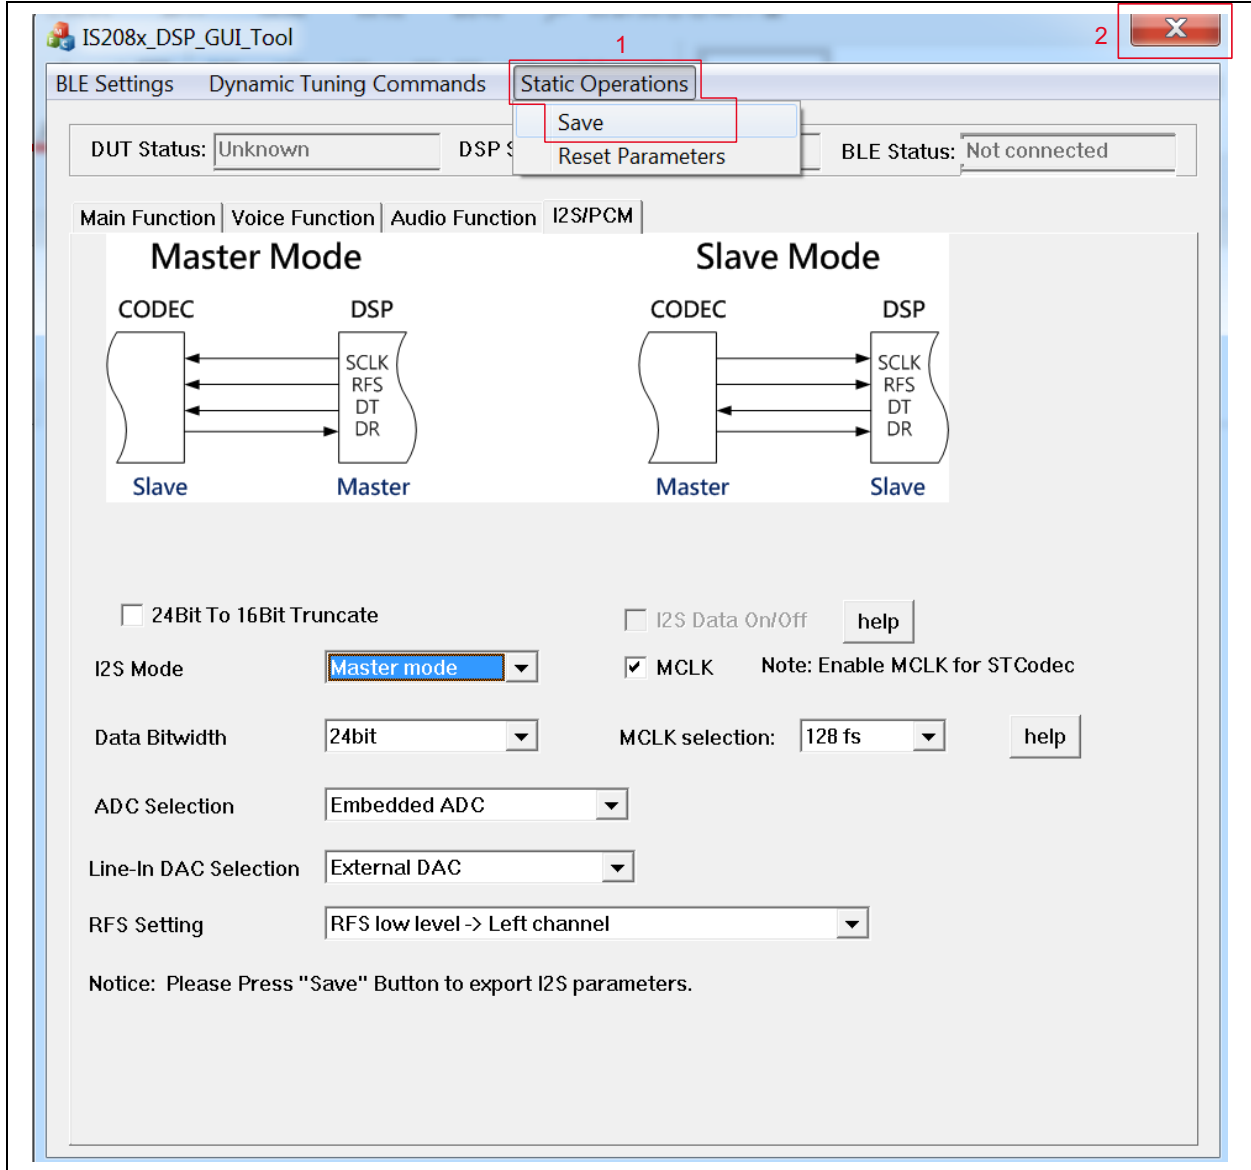 IS208x_DSP_GUI_Tool
1
2
X
BLE Settings Dynamic Tuning Commands Static Operations
Save
Reset Parameters
DUT Status: Unknown DSP S BLE Status: Not connected
Main Function Voice Function Audio Function I2S/PCM
Master Mode Slave Mode
CODEC DSP CODEC DSP
SCLK SCLK
RFS RFS
DT DT
DR DR
Slave Master Master Slave
24Bit To 16Bit Truncate I2S Data On/Off help
I2S Mode Master mode MCLK Note: Enable MCLK for STCodec
Data Bitwidth 24bit MCLK selection: 128 fs help
ADC Selection Embedded ADC
Line-In DAC Selection External DAC
RFS Setting RFS low level -> Left channel
Notice: Please Press "Save" Button to export I2S parameters.